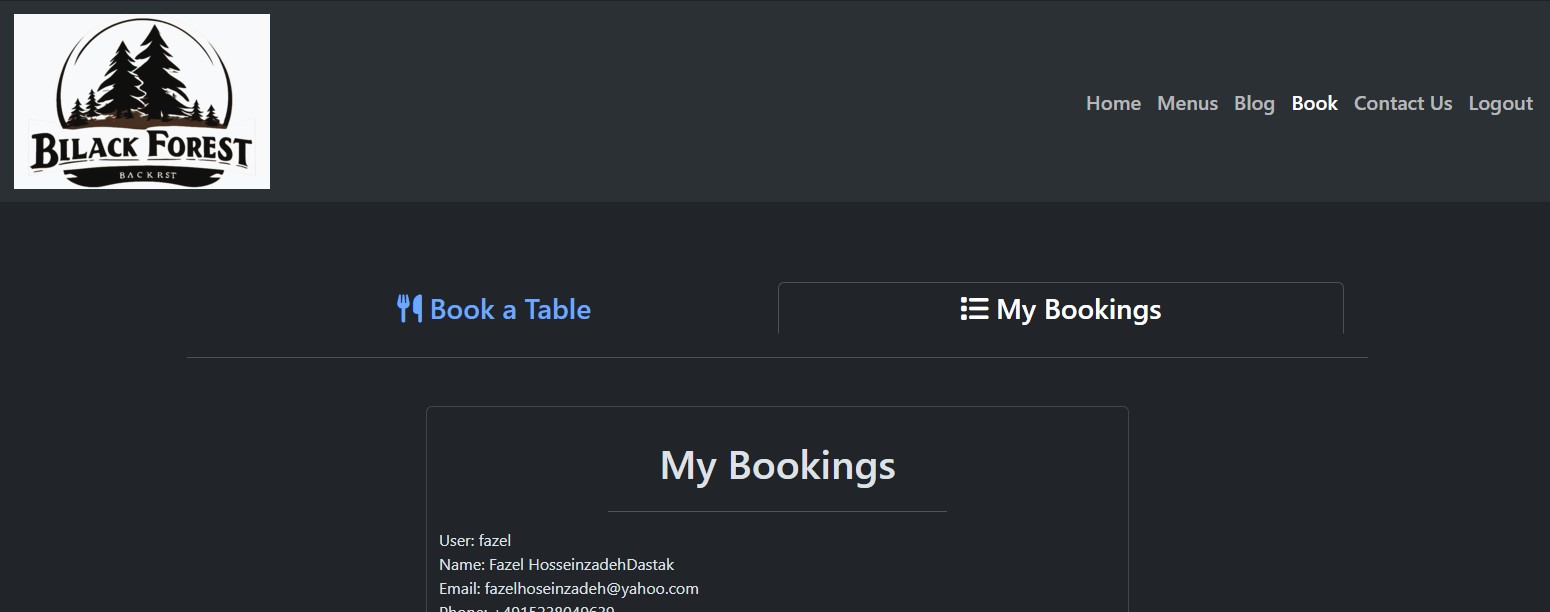 BILACK FOREST
BACKRST
Home Menus Blog Book Contact Us Logout
Book a Table
My Bookings
My Bookings
User: fazel
Name: Fazel HosseinzadehDastak
Email: fazelhoseinzadeh@yahoo.com
Phone: